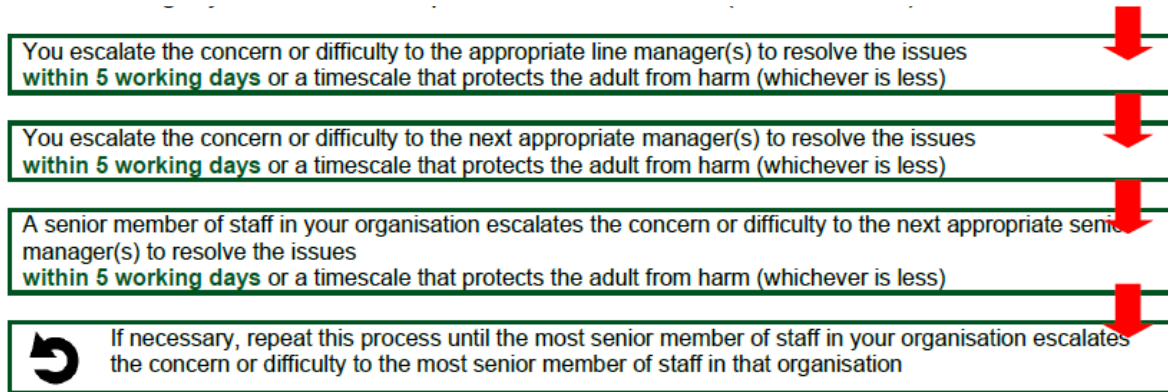 You escalate the concern or difficulty to the appropriate line manager(s) to resolve the issues
within 5 working days or a timescale that protects the adult from harm (whichever is less)
You escalate the concern or difficulty to the next appropriate manager(s) to resolve the issues
within 5 working days or a timescale that protects the adult from harm (whichever is less)
A senior member of staff in your organisation escalates the concern or difficulty to the next appropriate senior
manager(s) to resolve the issues
within 5 working days or a timescale that protects the adult from harm (whichever is less)
If necessary, repeat this process until the most senior member of staff in your organisation escalates
the concern or difficulty to the most senior member of staff in that organisation